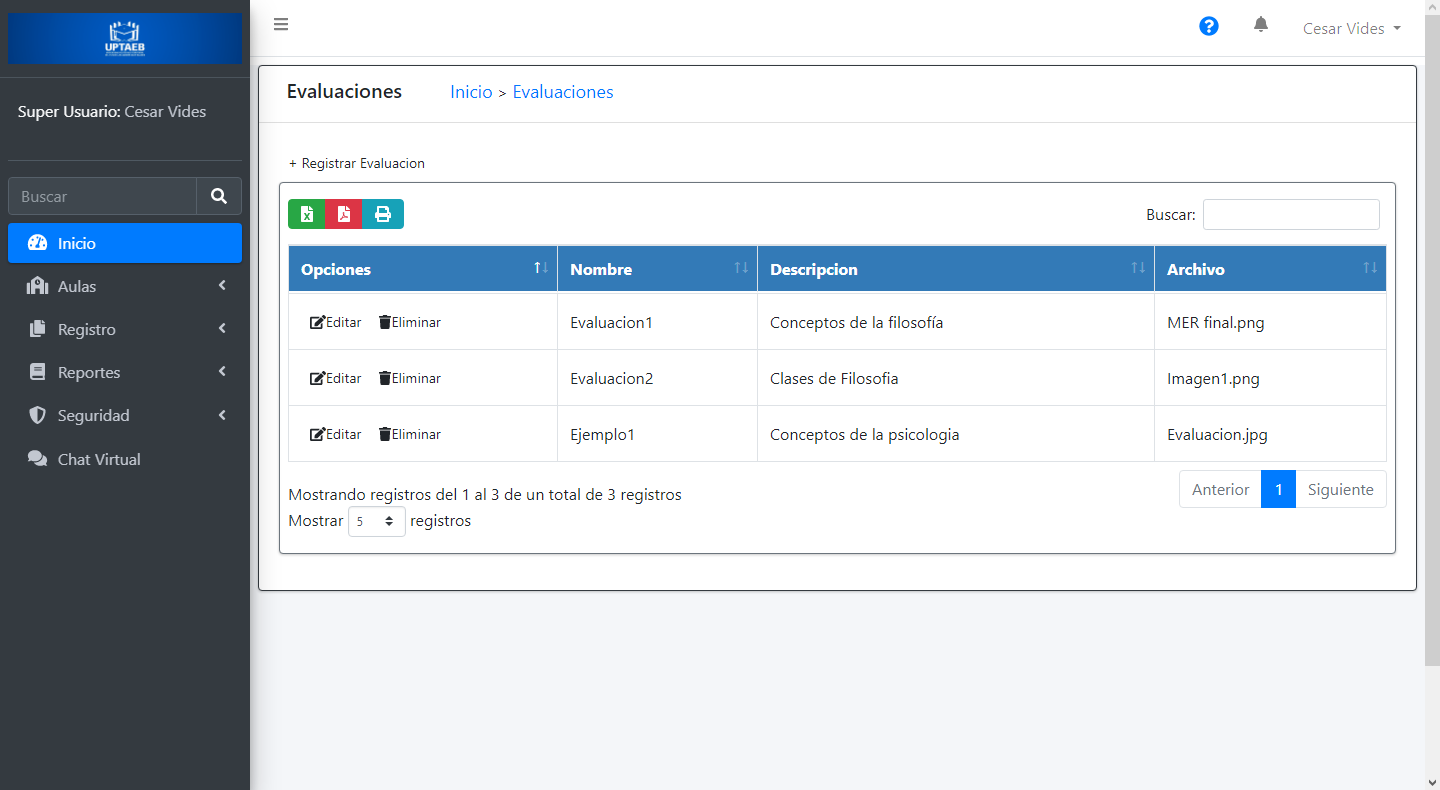 UPTAEB
Super Usuario: Cesar Vides
Buscar
Inicio
Aulas
Registro
Reportes
Seguridad
Chat Virtual
Cesar Vides
Evaluaciones Inicio > Evaluaciones
+ Registrar Evaluacion
Buscar:
Opciones Nombre Descripcion Archivo
Editar Eliminar Evaluacion1 Conceptos de la filosofía MER final.png
Editar Eliminar Evaluacion2 Clases de Filosofia Imagen1.png
Editar Eliminar Ejemplo1 Conceptos de la psicologia Evaluacion.jpg
Mostrando registros del 1 al 3 de un total de 3 registros
Mostrar 5 registros
Anterior 1 Siguiente